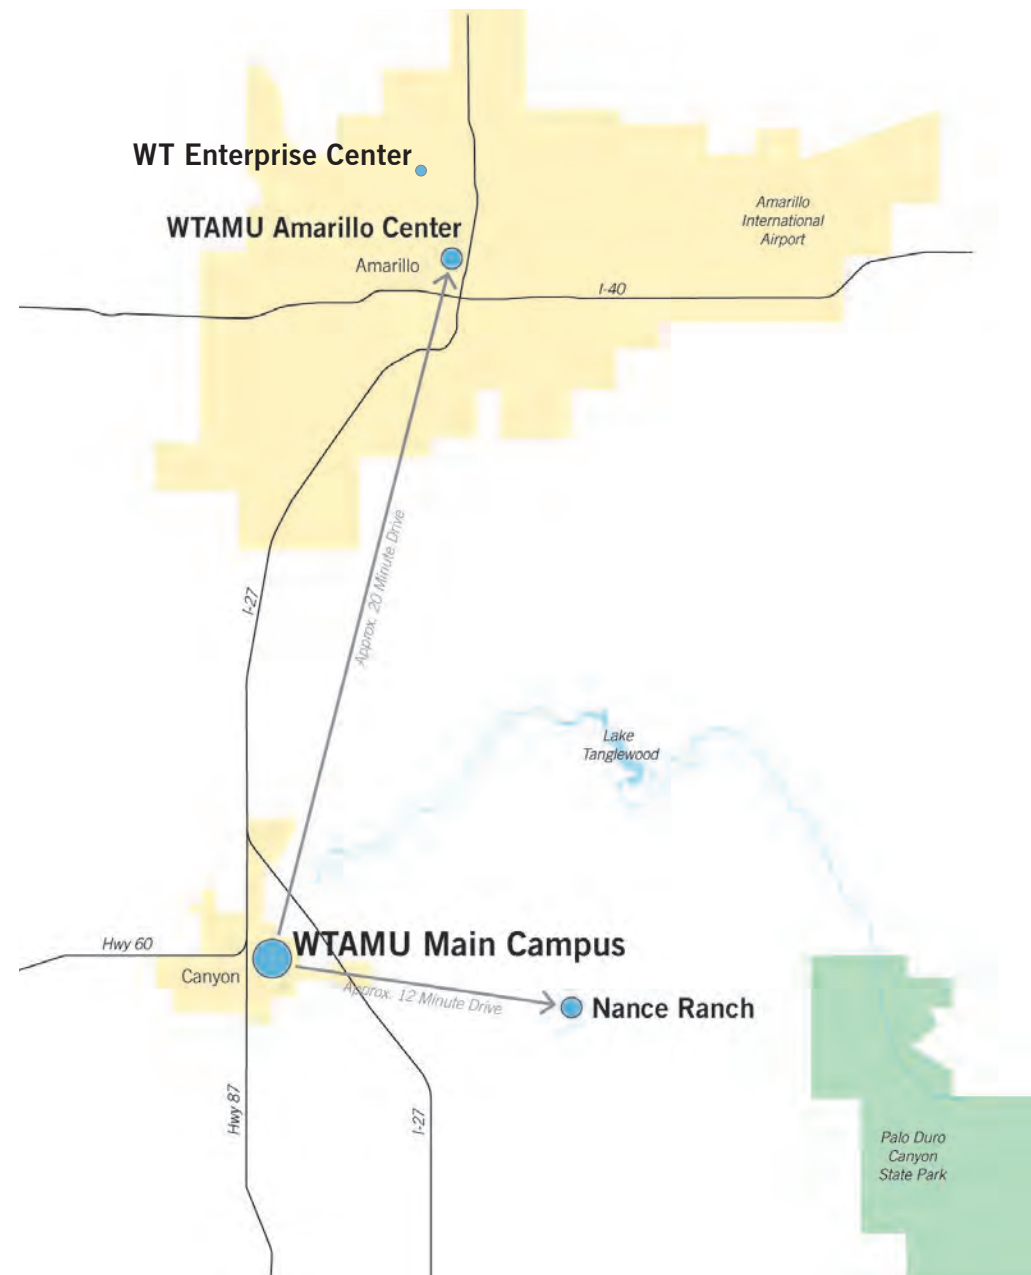 WT Enterprise Center
Amarillo
International
Airport
WTAMU Amarillo Center
Amarillo
I-40
Approx. 20 Minute Drive
I-27
Lake
Tanglewood
WTAMU Main Campus
Hwy 60
Canyon
Approx. 12 Minute Drive
Nance Ranch
Hwy 87
I-27
Palo Duro
Canyon
State Park